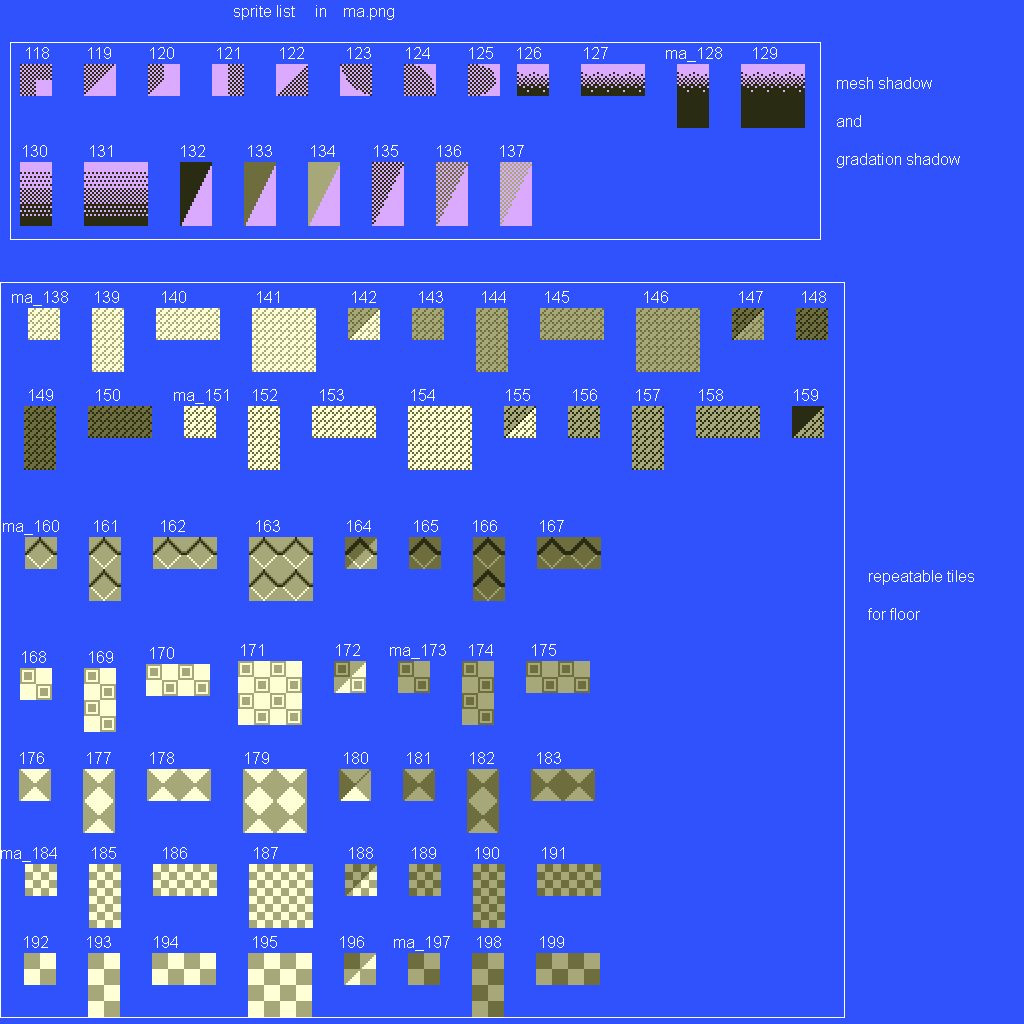 sprite list in ma.png
118 119 120 121 122 123 124 125 126 127 ma_128 129
mesh shadow
and
gradation shadow
130 131 132 133 134 135 136 137
ma_138 139 140 141 142 143 144 145 146 147 148
149 150 ma_151 152 153 154 155 156 157 158 159
ma_160 161 162 163 164 165 166 167
repeatable tiles
for floor
168 169 170 171 172 ma_173 174 175
176 177 178 179 180 181 182 183
ma_184 185 186 187 188 189 190 191
192 193 194 195 196 ma_197 198 199